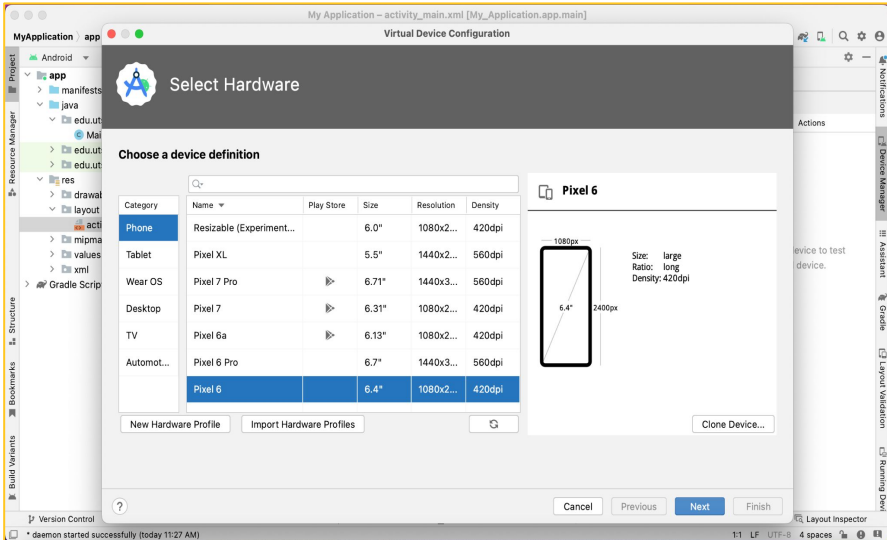 My Application – activity_main.xml [My_Application.app.main]
MyApplication
app
Virtual Device Configuration
Project
Resource Manager
Structure
Bookmarks
Build Variants
Android
app
manifests
java
edu.ut
Mai
edu.ut
edu.ut
res
drawab
layout
acti
mipma
values
xml
Gradle Scrip
Select Hardware
Choose a device definition
Category
Phone
Tablet
Wear OS
Desktop
TV
Automot...
Name Play Store Size Resolution Density
Resizable (Experiment... 6.0" 1080x2... 420dpi
Pixel XL 5.5" 1440x2... 560dpi
Pixel 7 Pro 6.71" 1440x3... 560dpi
Pixel 7 6.31" 1080x2... 420dpi
Pixel 6a 6.13" 1080x2... 420dpi
Pixel 6 Pro 6.7" 1440x3... 560dpi
Pixel 6 6.4" 1080x2... 420dpi
New Hardware Profile
Import Hardware Profiles
Pixel 6
1080px
6.4"
2400px
Size: large
Ratio: long
Density: 420dpi
Clone Device...
?
Cancel
Previous
Next
Finish
Actions
evice to test
device.
Notifications
Device Manager
Assistant
Gradle
Layout Validation
Running Devi
Version Control
Layout Inspector
* daemon started successfully (today 11:27 AM)
1:1 LF UTF-8 4 spaces